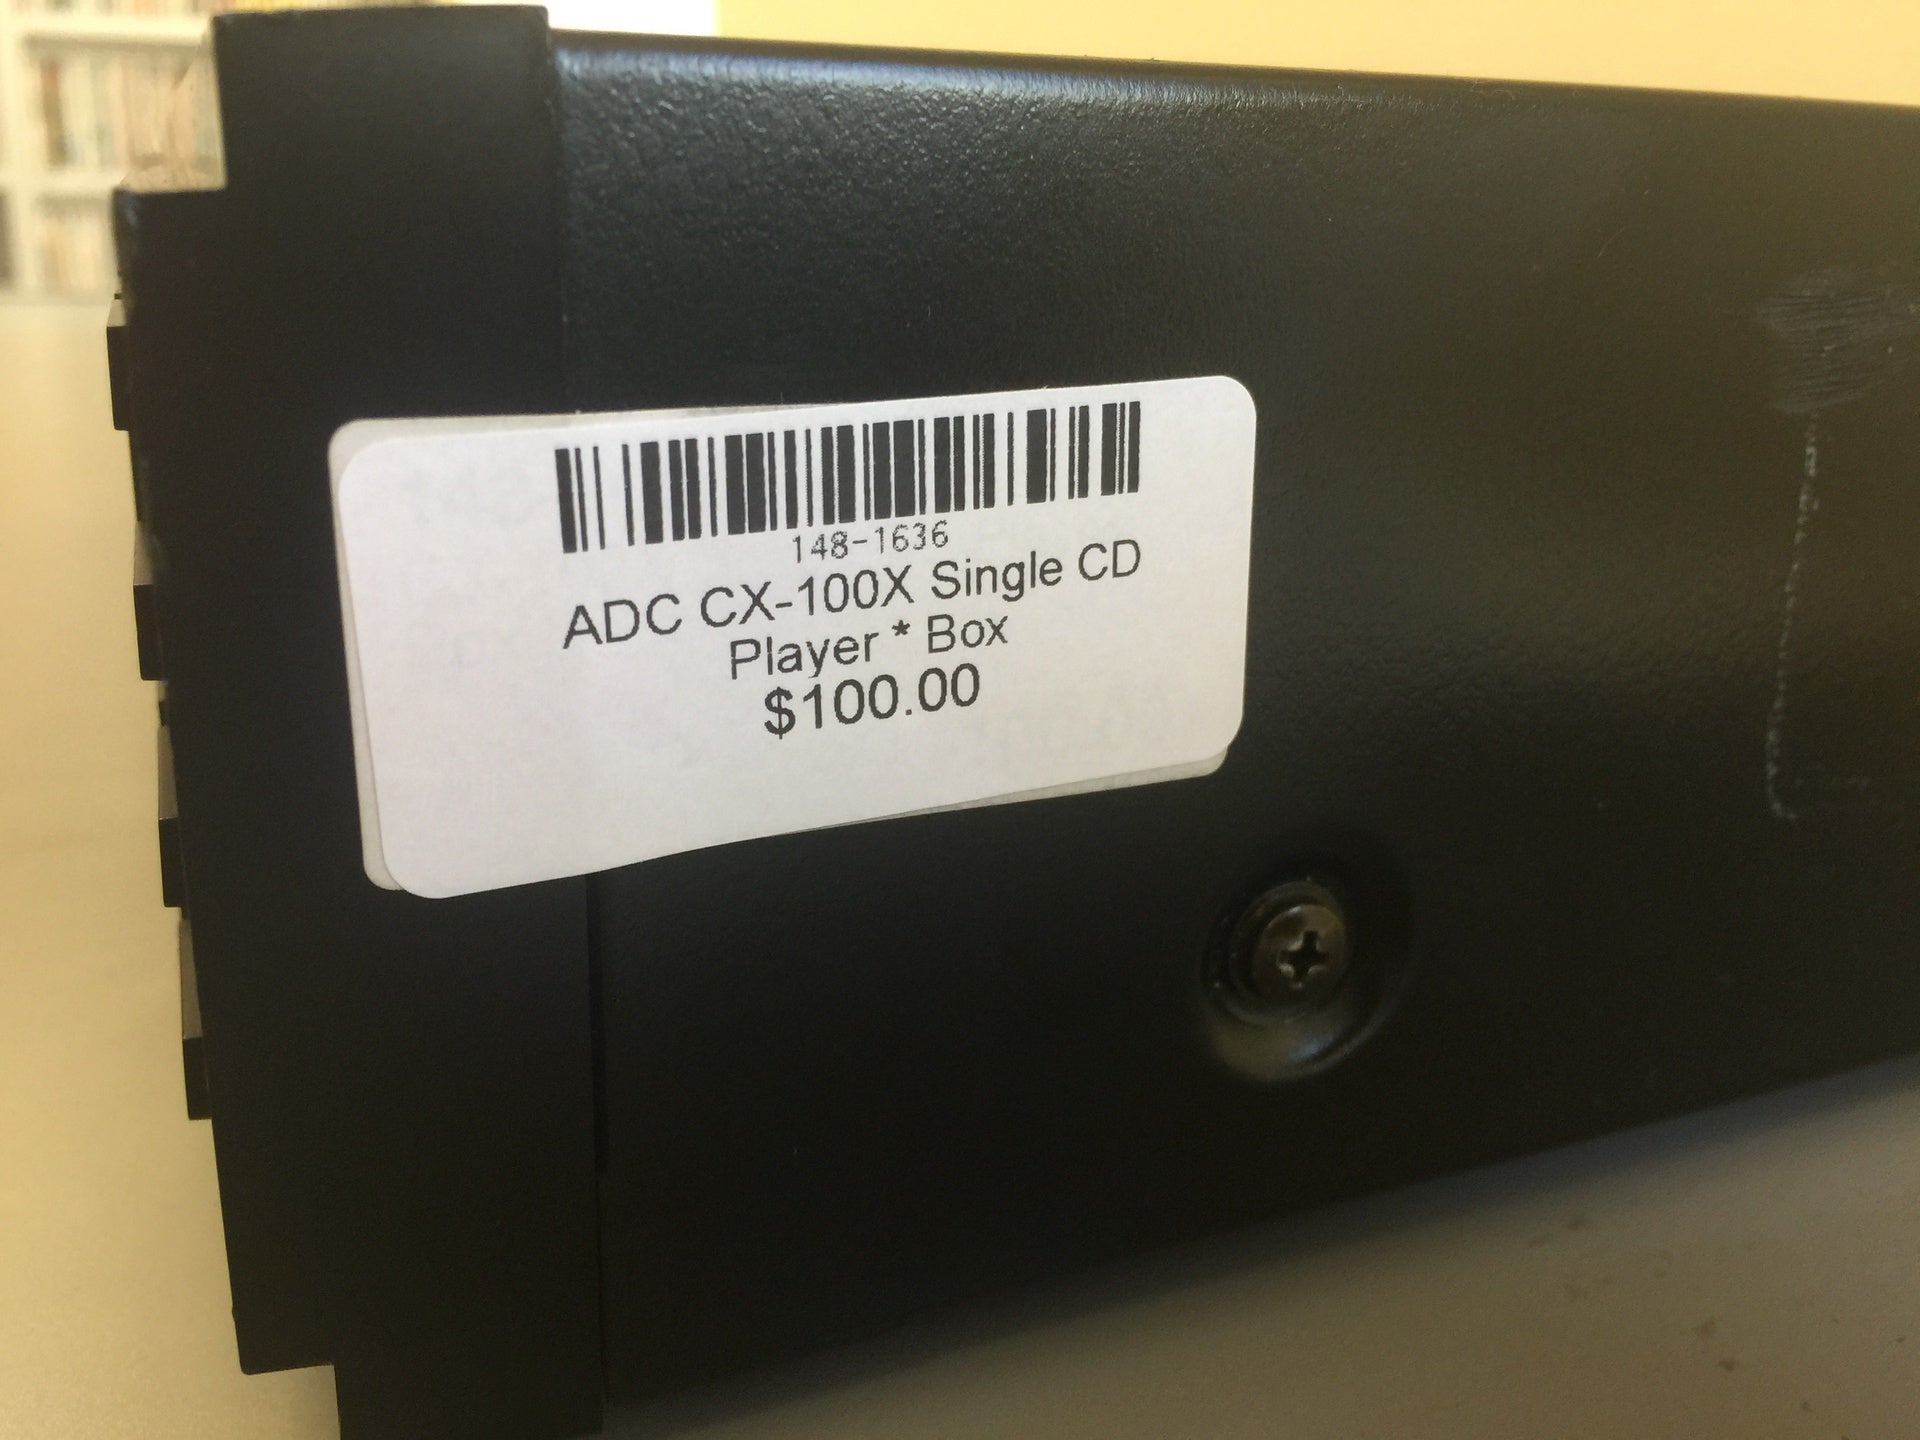 148-1636
ADC CX-100X Single CD
Player * Box
$100.00